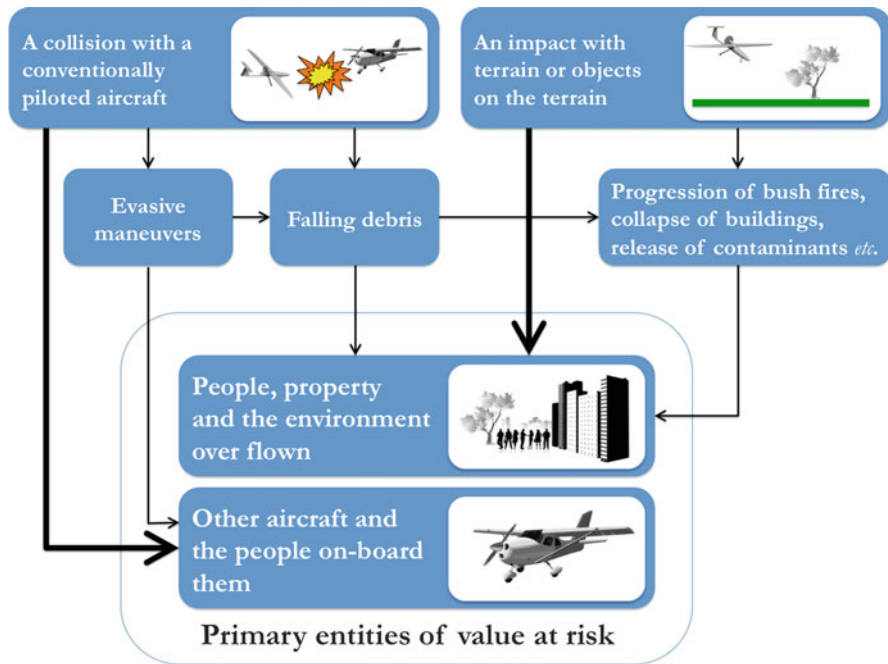 A collision with a
conventionally
piloted aircraft
An impact with
terrain or objects
on the terrain
Evasive
maneuvers
Falling debris
Progression of bush fires,
collapse of buildings,
release of contaminants etc.
People, property
and the environment
over flown
Other aircraft and
the people on-board
them
Primary entities of value at risk